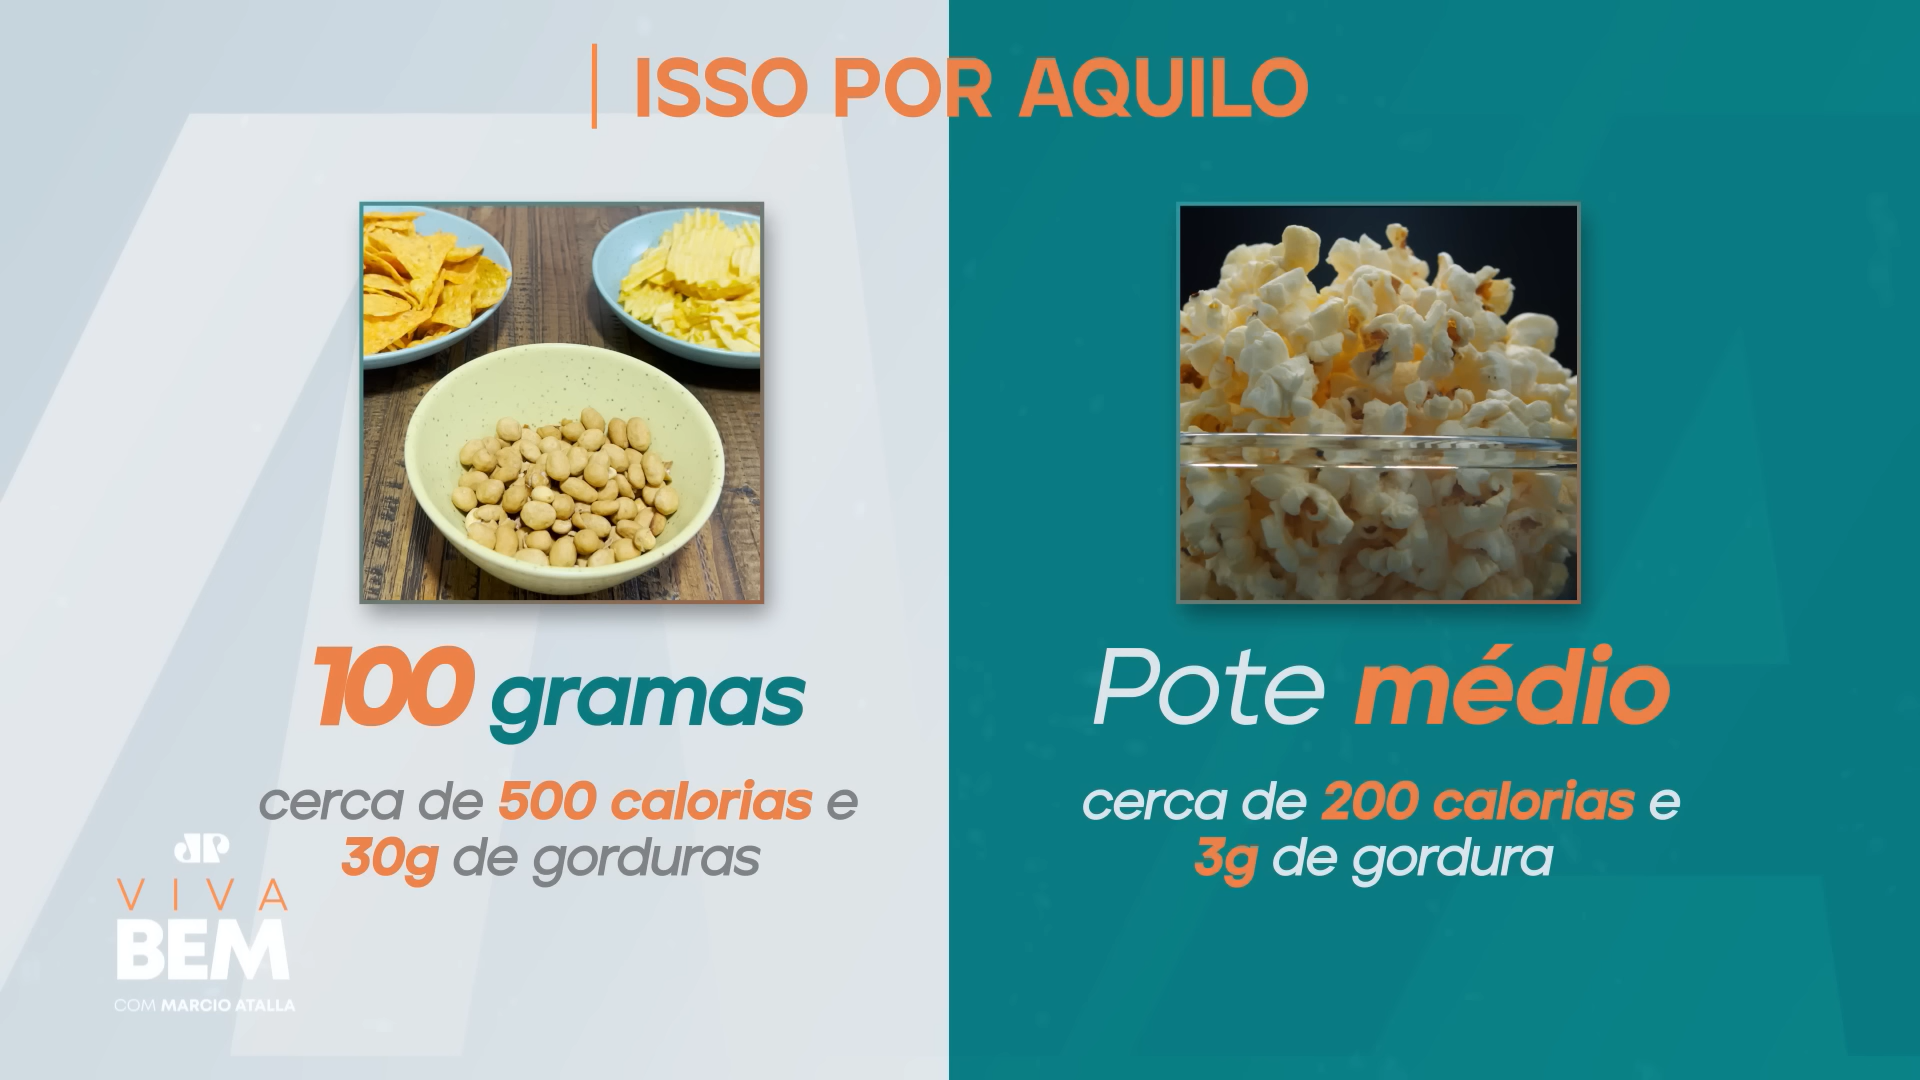 ISSO POR AQUILO
100 gramas
cerca de 500 calorias e
30g de gorduras
Pote médio
cerca de 200 calorias e
3g de gordura
JP
VIVA
BEM
COM MARCIO ATALLA